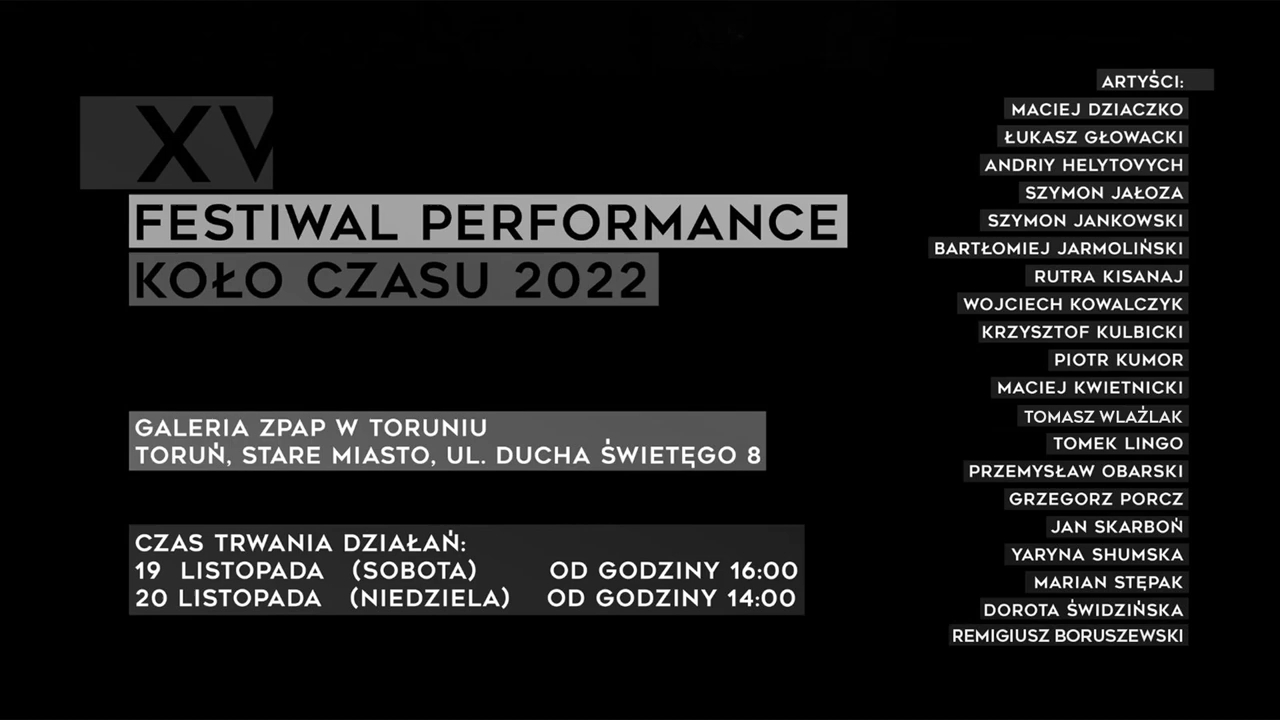 XV
FESTIWAL PERFORMANCE
KOŁO CZASU 2022
GALERIA ZPAP W TORUNIU
TORUŃ, STARE MIASTO, UL. DUCHA ŚWIETĘGO 8
CZAS TRWANIA DZIAŁAŃ:
19 LISTOPADA (SOBOTA) OD GODZINY 16:00
20 LISTOPADA (NIEDZIELA) OD GODZINY 14:00
ARTYŚCI:
MACIEJ DZIACZKO
ŁUKASZ GŁOWACKI
ANDRIY HELYTOVYCH
SZYMON JAŁOZA
SZYMON JANKOWSKI
BARTŁOMIEJ JARMOLIŃSKI
RUTRA KISANAJ
WOJCIECH KOWALCZYK
KRZYSZTOF KULBICKI
PIOTR KUMOR
MACIEJ KWIETNICKI
TOMASZ WLAŹLAK
TOMEK LINGO
PRZEMYSŁAW OBARSKI
GRZEGORZ PORCZ
JAN SKARBOŃ
YARYNA SHUMSKA
MARIAN STĘPAK
DOROTA ŚWIDZIŃSKA
REMIGIUSZ BORUSZEWSKI